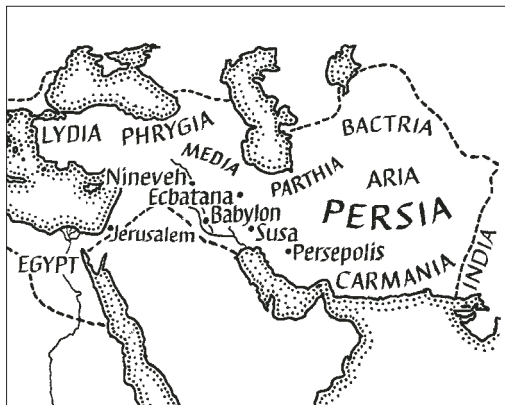 LYDIA PHRYGIA
BACTRIA
MEDIA
PARTHIA
ARIA
Nineveh
Ecbatana
PERSIA
Babylon
Jerusalem
Susa
Persepolis
EGYPT
CARMANIA
INDIA